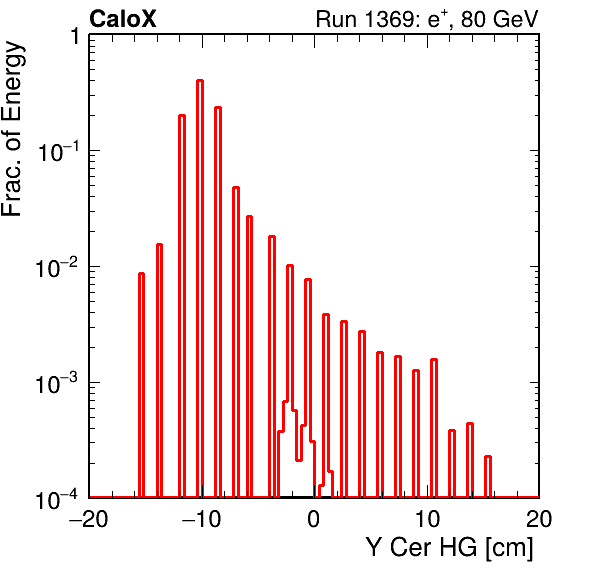 CaloX Run 1369: e⁺, 80 GeV
Frac. of Energy
1
10⁻¹
10⁻²
10⁻³
10⁻⁴
−20 −10 0 10 20
Y Cer HG [cm]